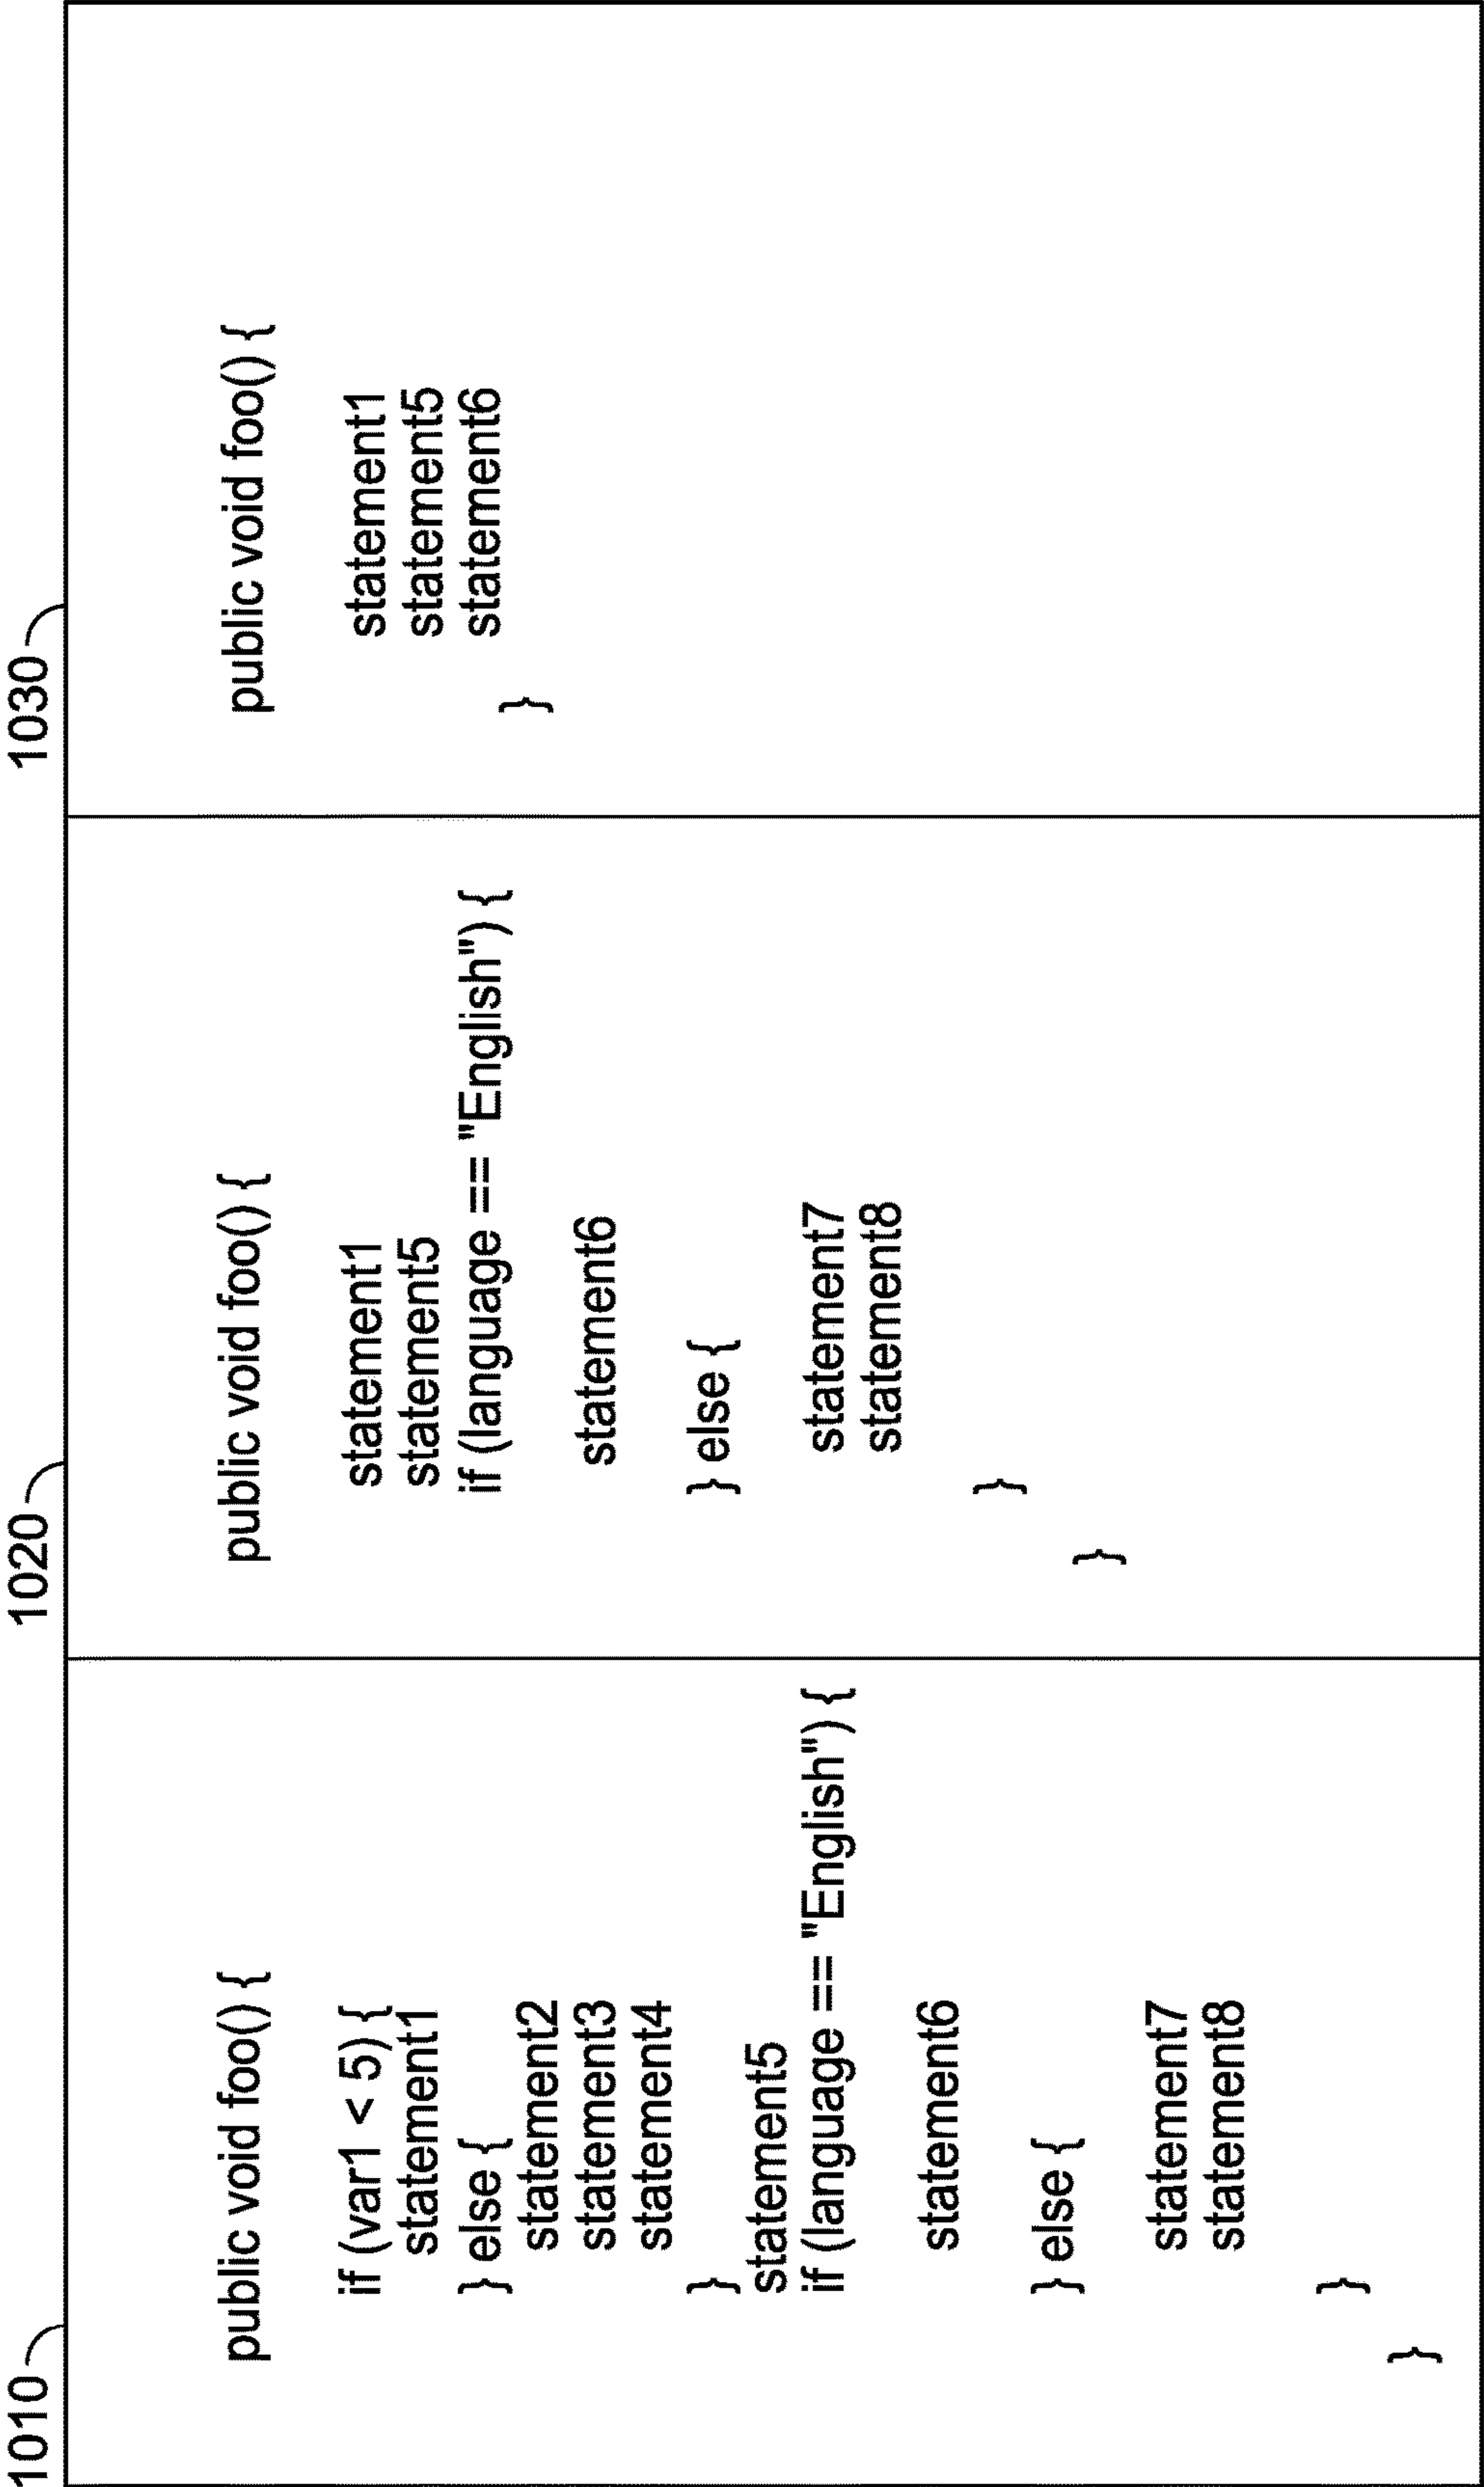 1010
public void foo() {
if (var1 < 5) {
statement1
} else {
statement2
statement3
statement4
}
statement5
if (language == "English") {
statement6
} else {
statement7
statement8
}
}
1020
public void foo() {
statement1
statement5
if (language == "English") {
statement6
} else {
statement7
statement8
}
}
1030
public void foo() {
statement1
statement5
statement6
}